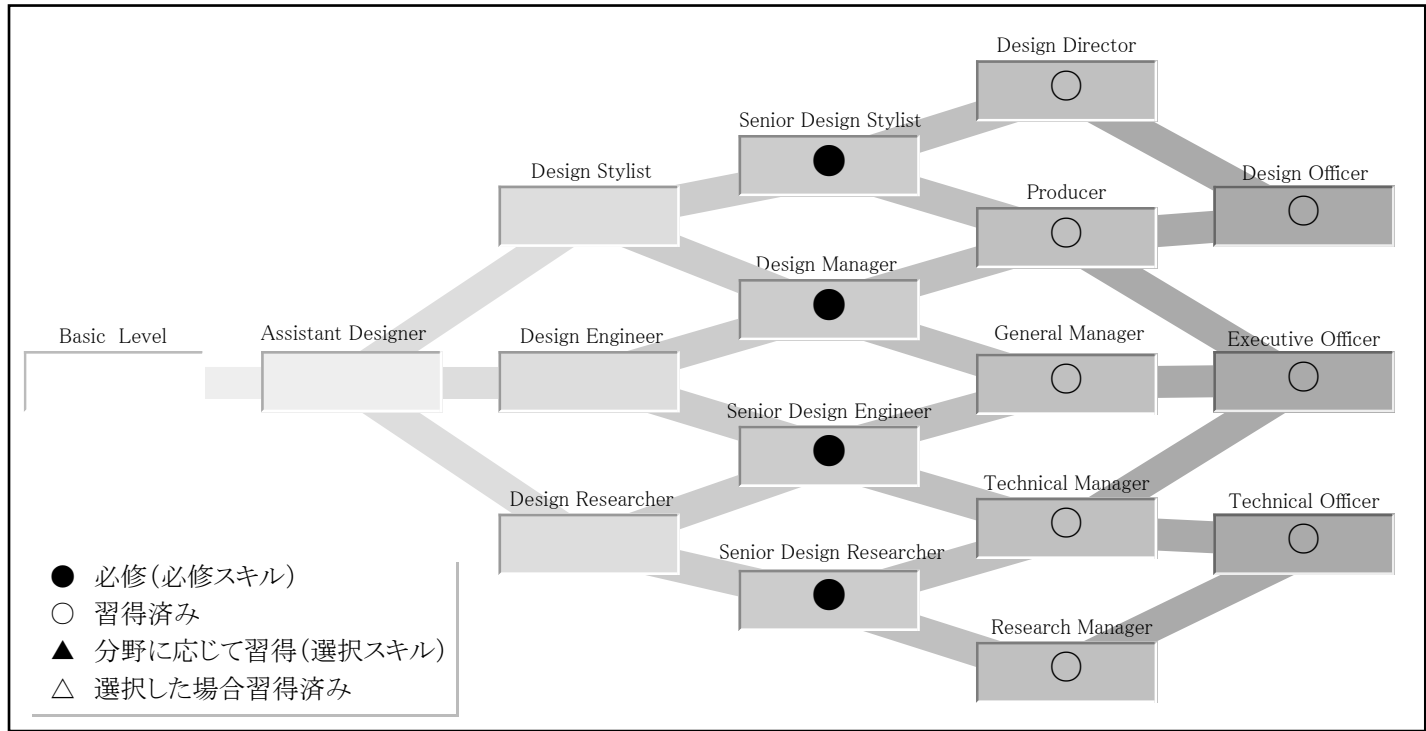 Design Director
Senior Design Stylist
Design Stylist
Design Officer
Producer
Design Manager
Basic Level
Assistant Designer
Design Engineer
General Manager
Executive Officer
Senior Design Engineer
Design Researcher
Technical Manager
Technical Officer
Senior Design Researcher
Research Manager
● 必修(必修スキル)
○ 習得済み
▲ 分野に応じて習得(選択スキル)
△ 選択した場合習得済み